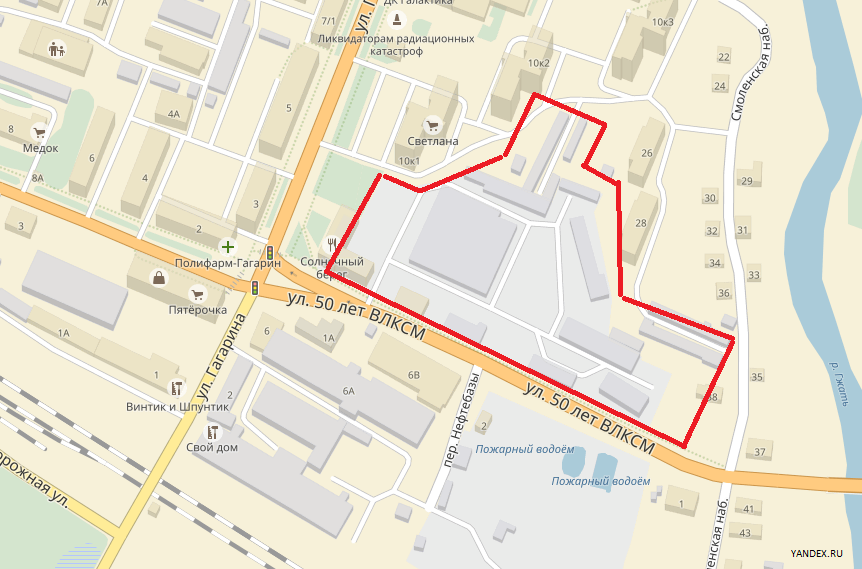 ДК Галактика
7/1
ул. Г
10к3
Ликвидаторам радиационных
катастроф
10к2
22
24
Смоленская наб.
5
4А
8
Медок
6
Светлана
10к1
26
8А
4
3
29
30
28
3
2
32
31
Полифарм-Гагарин
Солнечный
берег
34
33
36
Пятёрочка
ул. 50 лет ВЛКСМ
1А
6
1А
ул. Гагарина
1
6В
35
2
6А
38
Винтик и Шпунтик
ул. 50 лет ВЛКСМ
р. Гжать
пер. Нефтебазы
2
Свой дом
Пожарный водоём
37
Пожарный водоём
орожная ул.
1
41
43
ленская наб.
YANDEX.RU